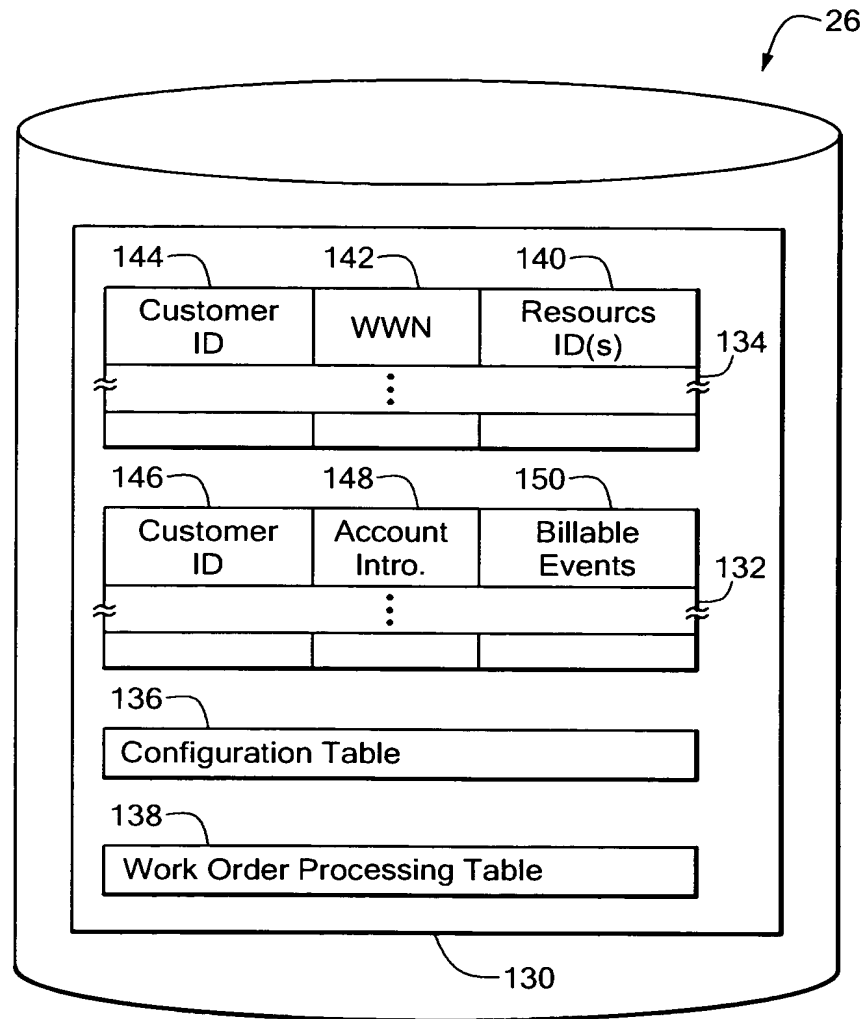 26
144
142
140
Customer
ID
WWN
Resourcs
ID(s)
134
146
148
150
Customer
ID
Account
Intro.
Billable
Events
132
136
Configuration Table
138
Work Order Processing Table
130